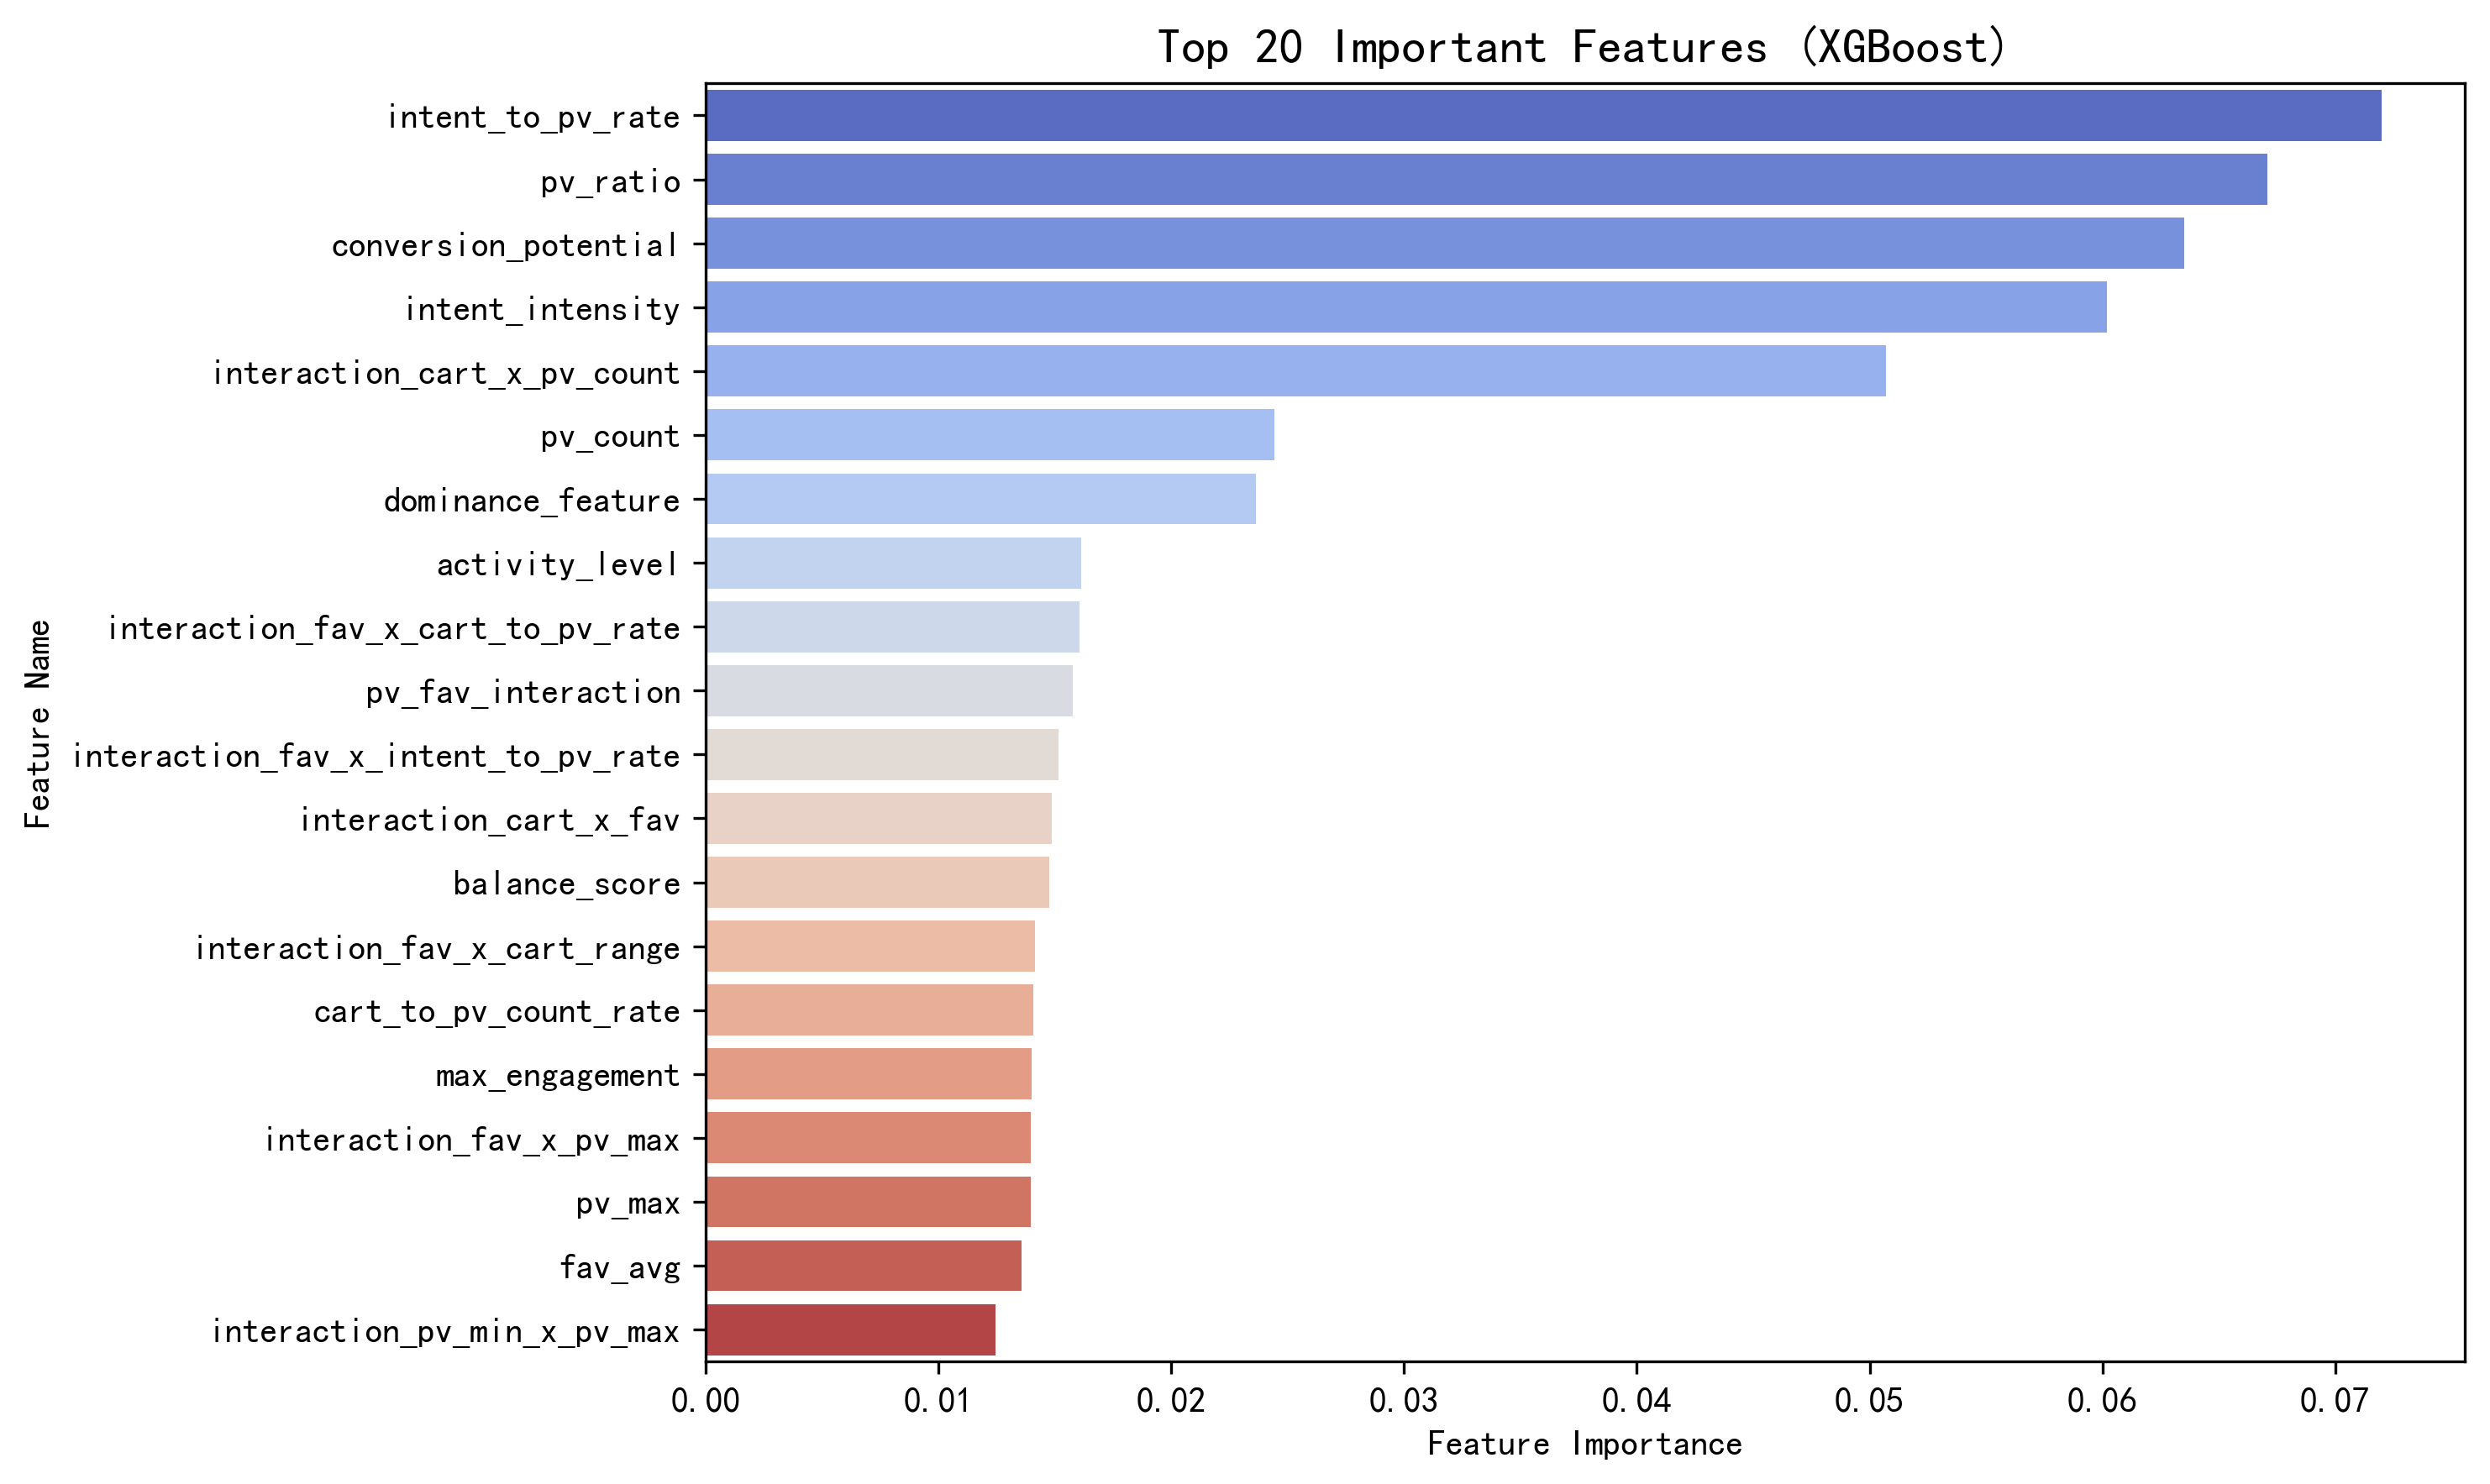 Top 20 Important Features (XGBoost)
Feature Name
intent_to_pv_rate
pv_ratio
conversion_potential
intent_intensity
interaction_cart_x_pv_count
pv_count
dominance_feature
activity_level
interaction_fav_x_cart_to_pv_rate
pv_fav_interaction
interaction_fav_x_intent_to_pv_rate
interaction_cart_x_fav
balance_score
interaction_fav_x_cart_range
cart_to_pv_count_rate
max_engagement
interaction_fav_x_pv_max
pv_max
fav_avg
interaction_pv_min_x_pv_max
0.00 0.01 0.02 0.03 0.04 0.05 0.06 0.07
Feature Importance